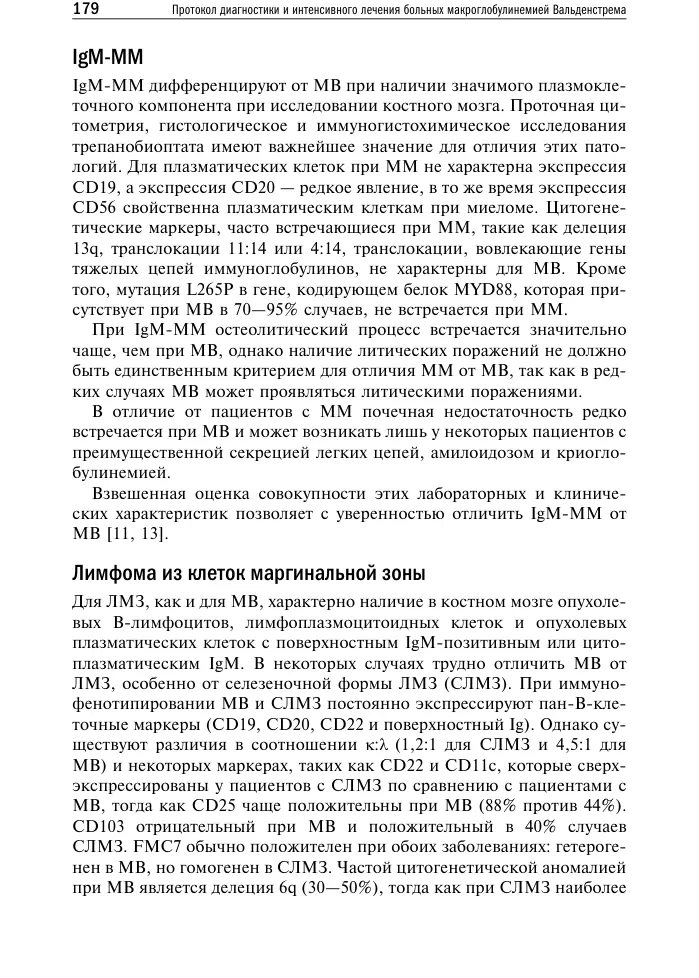 179 Протокол диагностики и интенсивного лечения больных макроглобулинемией Вальденстрема
IgM-ММ
IgM-ММ дифференцируют от МВ при наличии значимого плазмокле-
точного компонента при исследовании костного мозга. Проточная ци-
тометрия, гистологическое и иммуногистохимическое исследования
трепанобиоптата имеют важнейшее значение для отличия этих пато-
логий. Для плазматических клеток при ММ не характерна экспрессия
CD19, а экспрессия CD20 — редкое явление, в то же время экспрессия
CD56 свойственна плазматическим клеткам при миеломе. Цитогене-
тические маркеры, часто встречающиеся при ММ, такие как делеция
13q, транслокации 11:14 или 4:14, транслокации, вовлекающие гены
тяжелых цепей иммуноглобулинов, не характерны для МВ. Кроме
того, мутация L265P в гене, кодирующем белок MYD88, которая при-
сутствует при МВ в 70—95% случаев, не встречается при ММ.
При IgM-ММ остеолитический процесс встречается значительно
чаще, чем при МВ, однако наличие литических поражений не должно
быть единственным критерием для отличия ММ от МВ, так как в ред-
ких случаях МВ может проявляться литическими поражениями.
В отличие от пациентов с ММ почечная недостаточность редко
встречается при МВ и может возникать лишь у некоторых пациентов с
преимущественной секрецией легких цепей, амилоидозом и криогло-
булинемией.
Взвешенная оценка совокупности этих лабораторных и клиниче-
ских характеристик позволяет с уверенностью отличить IgM-ММ от
МВ [11, 13].
Лимфома из клеток маргинальной зоны
Для ЛМЗ, как и для МВ, характерно наличие в костном мозге опухоле-
вых В-лимфоцитов, лимфоплазмоцитоидных клеток и опухолевых
плазматических клеток с поверхностным IgM-позитивным или цито-
плазматическим IgM. В некоторых случаях трудно отличить МВ от
ЛМЗ, особенно от селезеночной формы ЛМЗ (СЛМЗ). При иммуно-
фенотипировании МВ и СЛМЗ постоянно экспрессируют пан-В-кле-
точные маркеры (CD19, CD20, CD22 и поверхностный Ig). Однако су-
ществуют различия в соотношении κ:λ (1,2:1 для СЛМЗ и 4,5:1 для
МВ) и некоторых маркерах, таких как CD22 и CD11c, которые сверх-
экспрессированы у пациентов с СЛМЗ по сравнению с пациентами с
МВ, тогда как CD25 чаще положительны при МВ (88% против 44%).
CD103 отрицательный при МВ и положительный в 40% случаев
СЛМЗ. FMC7 обычно положителен при обоих заболеваниях: гетероге-
нен в МВ, но гомогенен в СЛМЗ. Частой цитогенетической аномалией
при МВ является делеция 6q (30—50%), тогда как при СЛМЗ наиболее